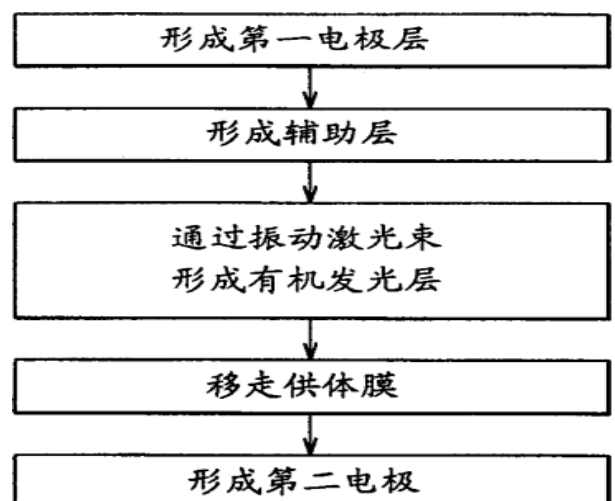 形成第一电极层
形成辅助层
通过振动激光束
形成有机发光层
移走供体膜
形成第二电极